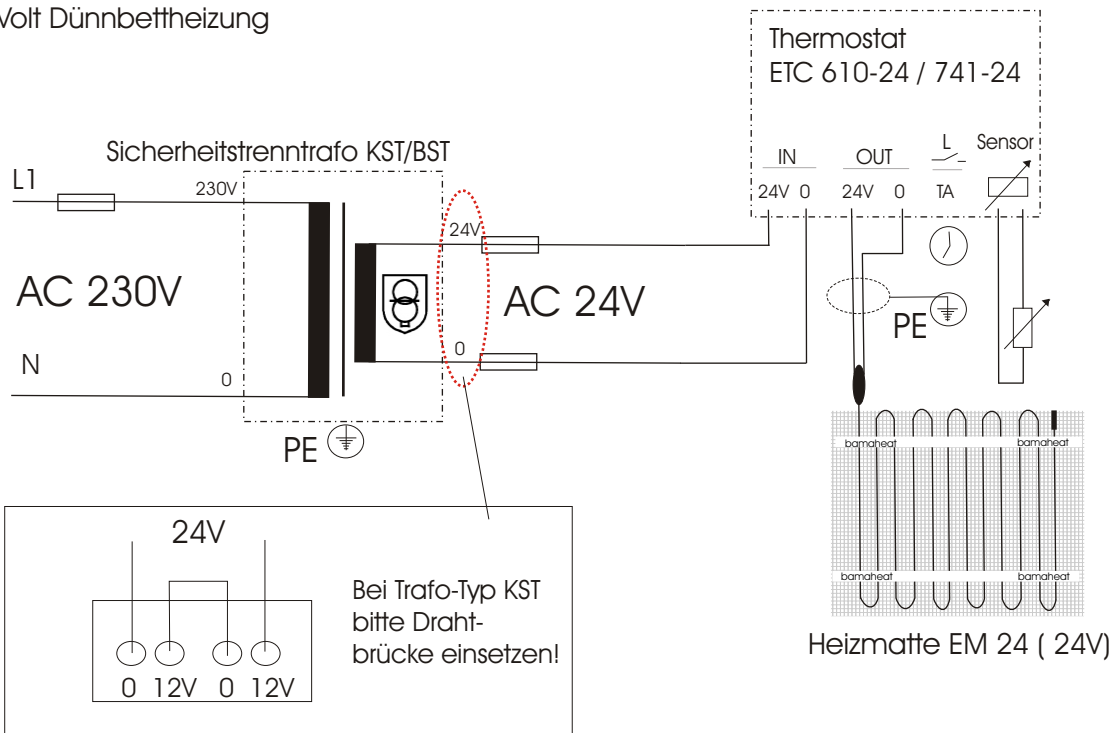 Volt Dünnbettheizung
Thermostat
ETC 610-24 / 741-24
IN OUT L Sensor
24V 0 24V 0 TA
Sicherheitstrenntrafo KST/BST
L1
230V
24V
AC 230V
AC 24V
N
0
0
PE
PE
bamaheat bamaheat
bamaheat bamaheat
Heizmatte EM 24 ( 24V)
24V
0 12V 0 12V
Bei Trafo-Typ KST
bitte Draht-
brücke einsetzen!